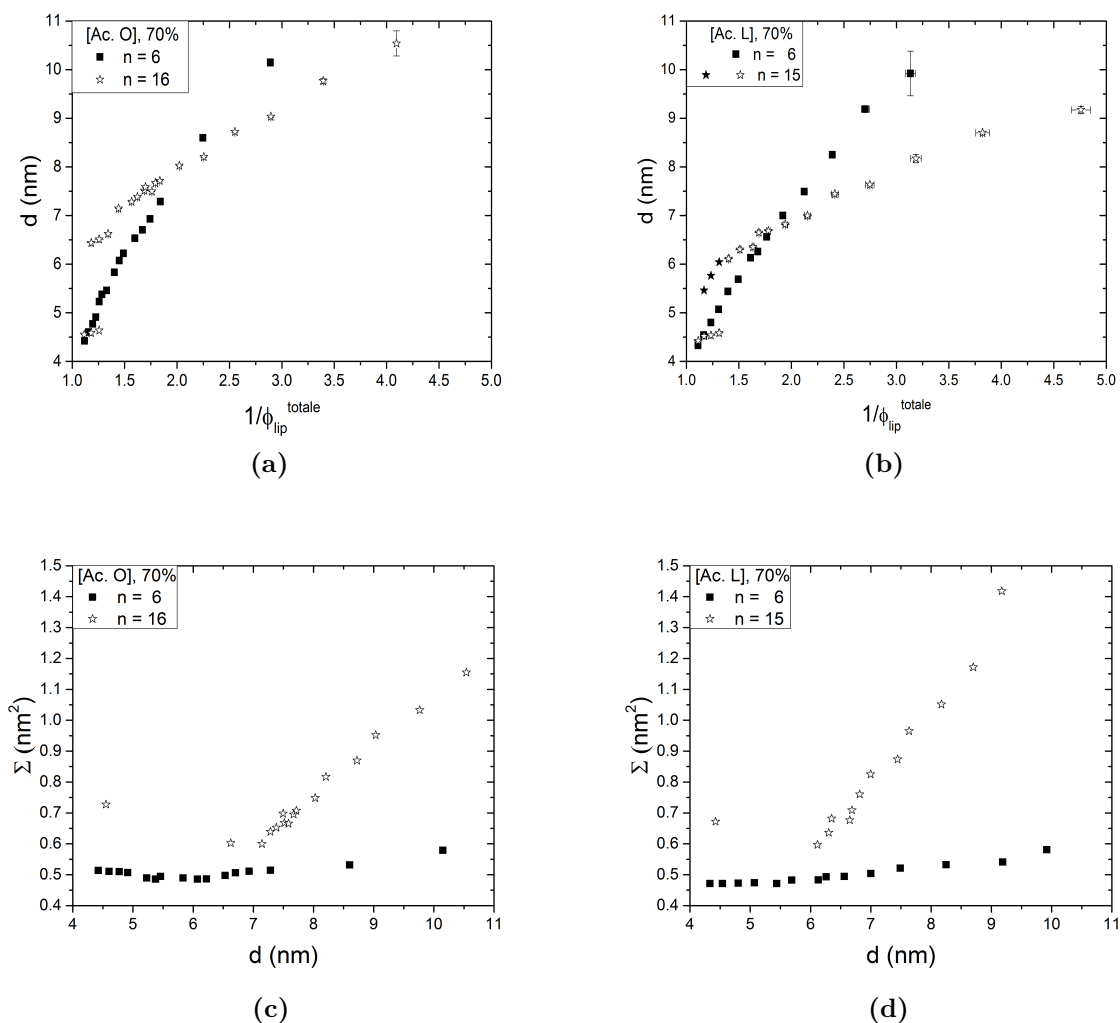 [Ac. O], 70%
n = 6
n = 16
d (nm)
11
10
9
8
7
6
5
4
1.0 1.5 2.0 2.5 3.0 3.5 4.0 4.5 5.0
1/ϕ_lip^totale
(a)
[Ac. L], 70%
n = 6
n = 15
d (nm)
11
10
9
8
7
6
5
4
1.0 1.5 2.0 2.5 3.0 3.5 4.0 4.5 5.0
1/ϕ_lip^totale
(b)
[Ac. O], 70%
n = 6
n = 16
Σ (nm²)
1.5
1.4
1.3
1.2
1.1
1.0
0.9
0.8
0.7
0.6
0.5
0.4
4 5 6 7 8 9 10 11
d (nm)
(c)
[Ac. L], 70%
n = 6
n = 15
Σ (nm²)
1.5
1.4
1.3
1.2
1.1
1.0
0.9
0.8
0.7
0.6
0.5
0.4
4 5 6 7 8 9 10 11
d (nm)
(d)